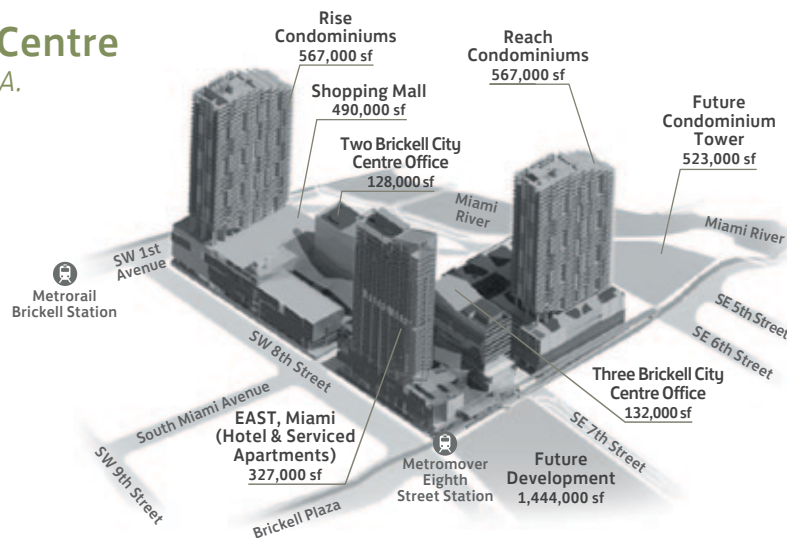 Centre
A.
Rise
Condominiums
567,000 sf
Reach
Condominiums
567,000 sf
Shopping Mall
490,000 sf
Future
Condominium
Tower
523,000 sf
Two Brickell City
Centre Office
128,000 sf
Miami
River
Miami River
SW 1st
Avenue
Metrorail
Brickell Station
SE 5th Street
SE 6th Street
SW 8th Street
Three Brickell City
Centre Office
132,000 sf
South Miami Avenue
EAST, Miami
(Hotel & Serviced
Apartments)
327,000 sf
SE 7th Street
SW 9th Street
Metromover
Eighth
Street Station
Future
Development
1,444,000 sf
Brickell Plaza